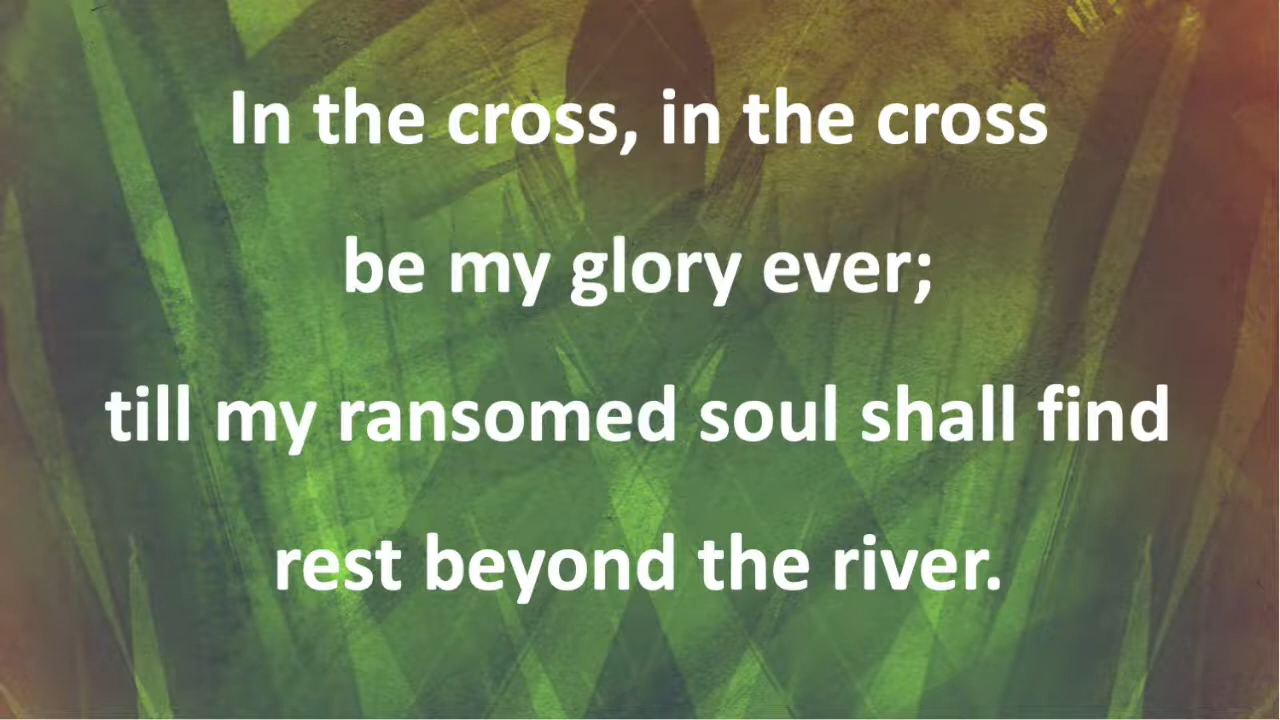 In the cross, in the cross
be my glory ever;
till my ransomed soul shall find
rest beyond the river.